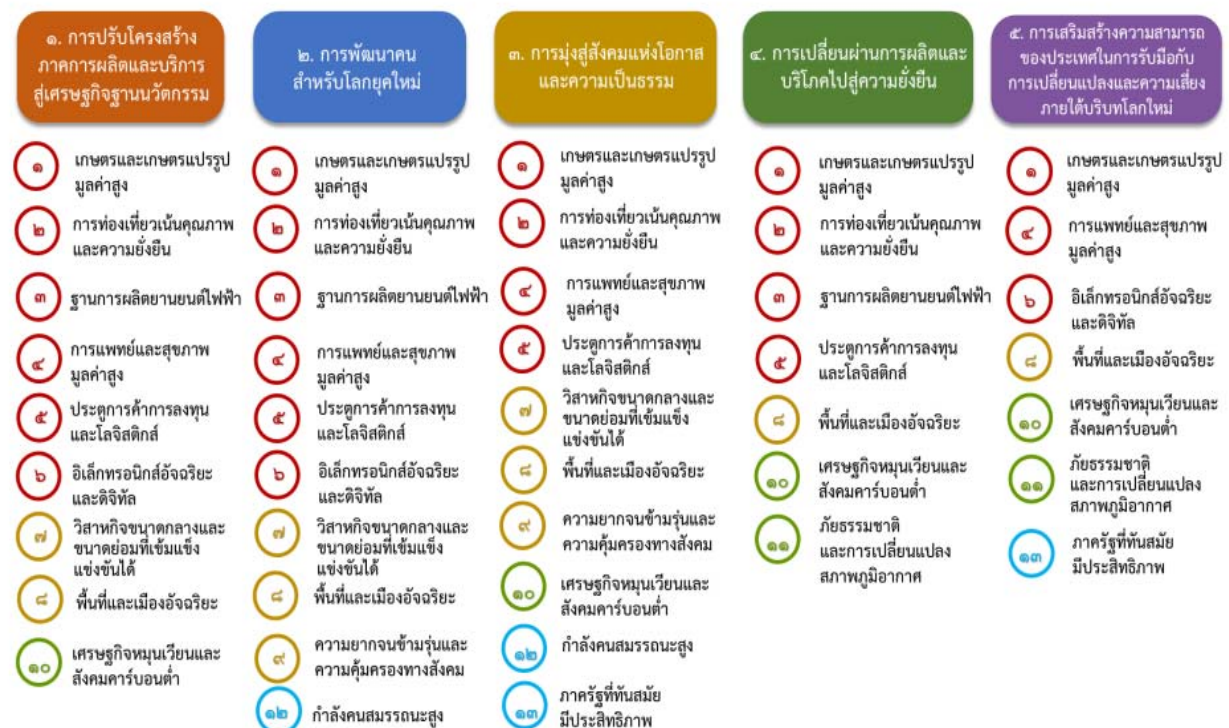 ๑. การปรับโครงสร้าง
ภาคการผลิตและบริการ
สู่เศรษฐกิจฐานนวัตกรรม
๑
เกษตรและเกษตรแปรรูป
มูลค่าสูง
๒
การท่องเที่ยวเน้นคุณภาพ
และความยั่งยืน
๓
ฐานการผลิตยานยนต์ไฟฟ้า
๔
การแพทย์และสุขภาพ
มูลค่าสูง
๕
ประตูการค้าการลงทุน
และโลจิสติกส์
๖
อิเล็กทรอนิกส์อัจฉริยะ
และดิจิทัล
๗
วิสาหกิจขนาดกลางและ
ขนาดย่อมที่เข้มแข็ง
แข่งขันได้
๘
พื้นที่และเมืองอัจฉริยะ
๑๐
เศรษฐกิจหมุนเวียนและ
สังคมคาร์บอนต่ำ
๒. การพัฒนาคน
สำหรับโลกยุคใหม่
๑
เกษตรและเกษตรแปรรูป
มูลค่าสูง
๒
การท่องเที่ยวเน้นคุณภาพ
และความยั่งยืน
๓
ฐานการผลิตยานยนต์ไฟฟ้า
๔
การแพทย์และสุขภาพ
มูลค่าสูง
๕
ประตูการค้าการลงทุน
และโลจิสติกส์
๖
อิเล็กทรอนิกส์อัจฉริยะ
และดิจิทัล
๗
วิสาหกิจขนาดกลางและ
ขนาดย่อมที่เข้มแข็ง
แข่งขันได้
๘
พื้นที่และเมืองอัจฉริยะ
๙
ความยากจนข้ามรุ่นและ
ความคุ้มครองทางสังคม
๑๒
กำลังคนสมรรถนะสูง
๓. การมุ่งสู่สังคมแห่งโอกาส
และความเป็นธรรม
๑
เกษตรและเกษตรแปรรูป
มูลค่าสูง
๒
การท่องเที่ยวเน้นคุณภาพ
และความยั่งยืน
๔
การแพทย์และสุขภาพ
มูลค่าสูง
๕
ประตูการค้าการลงทุน
และโลจิสติกส์
๗
วิสาหกิจขนาดกลางและ
ขนาดย่อมที่เข้มแข็ง
แข่งขันได้
๘
พื้นที่และเมืองอัจฉริยะ
๙
ความยากจนข้ามรุ่นและ
ความคุ้มครองทางสังคม
๑๐
เศรษฐกิจหมุนเวียนและ
สังคมคาร์บอนต่ำ
๑๒
กำลังคนสมรรถนะสูง
๑๓
ภาครัฐที่ทันสมัย
มีประสิทธิภาพ
๔. การเปลี่ยนผ่านการผลิตและ
บริโภคไปสู่ความยั่งยืน
๑
เกษตรและเกษตรแปรรูป
มูลค่าสูง
๒
การท่องเที่ยวเน้นคุณภาพ
และความยั่งยืน
๓
ฐานการผลิตยานยนต์ไฟฟ้า
๕
ประตูการค้าการลงทุน
และโลจิสติกส์
๘
พื้นที่และเมืองอัจฉริยะ
๑๐
เศรษฐกิจหมุนเวียนและ
สังคมคาร์บอนต่ำ
๑๑
ภัยธรรมชาติ
และการเปลี่ยนแปลง
สภาพภูมิอากาศ
๕. การเสริมสร้างความสามารถ
ของประเทศในการรับมือกับ
การเปลี่ยนแปลงและความเสี่ยง
ภายใต้บริบทโลกใหม่
๑
เกษตรและเกษตรแปรรูป
มูลค่าสูง
๔
การแพทย์และสุขภาพ
มูลค่าสูง
๖
อิเล็กทรอนิกส์อัจฉริยะ
และดิจิทัล
๘
พื้นที่และเมืองอัจฉริยะ
๑๐
เศรษฐกิจหมุนเวียนและ
สังคมคาร์บอนต่ำ
๑๑
ภัยธรรมชาติ
และการเปลี่ยนแปลง
สภาพภูมิอากาศ
๑๓
ภาครัฐที่ทันสมัย
มีประสิทธิภาพ